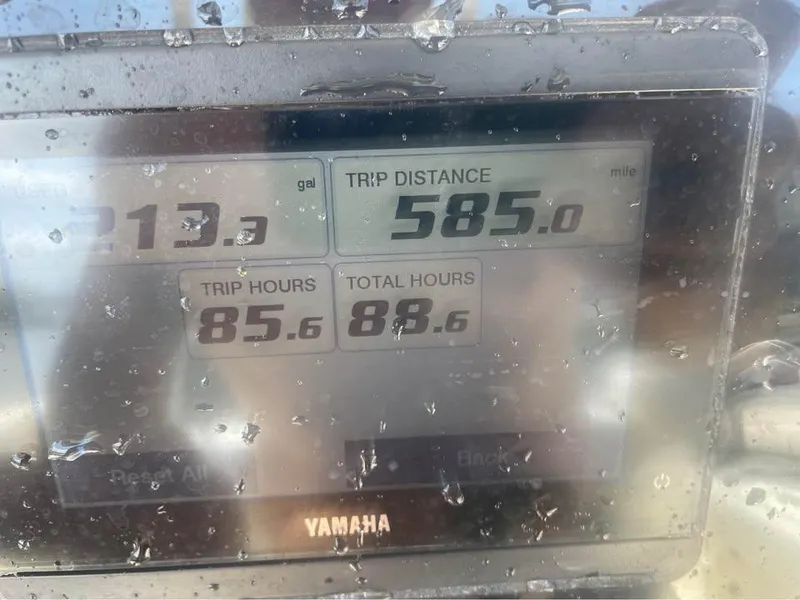 gal
213.3
TRIP DISTANCE
mile
585.0
TRIP HOURS
85.6
TOTAL HOURS
88.6
Reset All
Back
YAMAHA